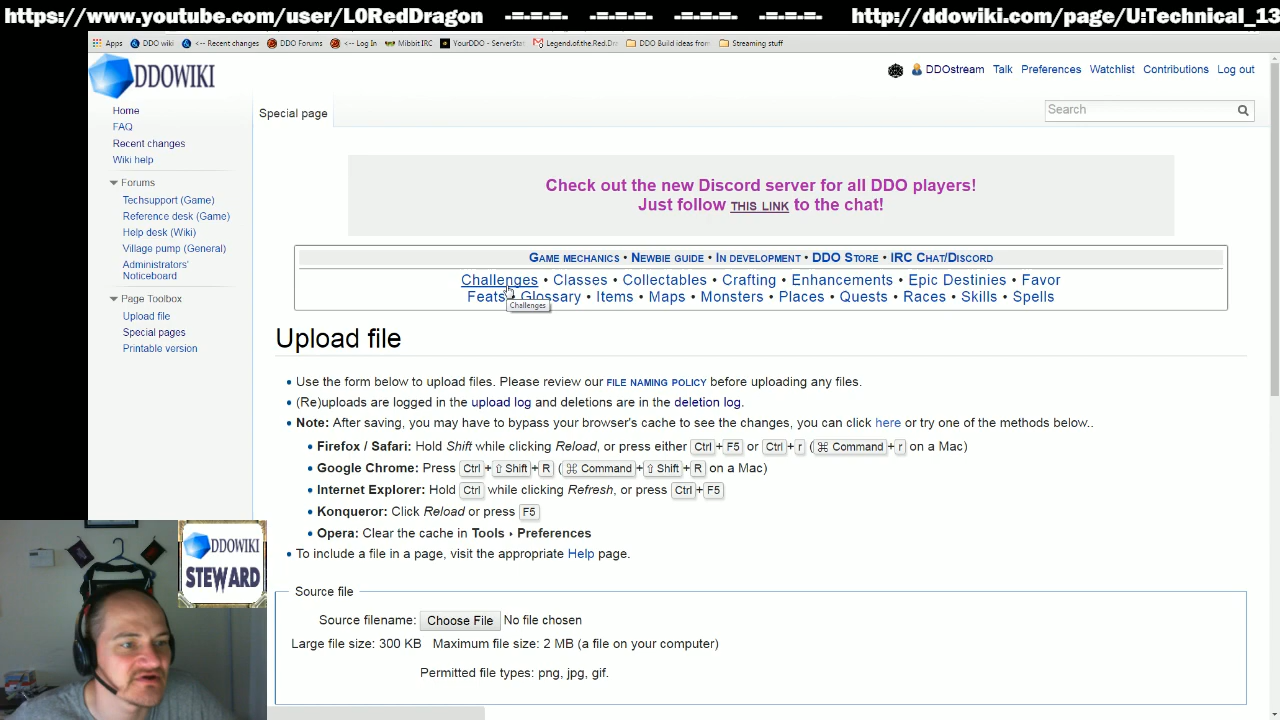 https://www.youtube.com/user/L0RedDragon -=-=-=- -=-=-=- -=-=-=- -=-=-=- http://ddowiki.com/page/U:Technical_13
Apps DDO wiki <-- Recent changes DDO Forums <-- Log In Mibbit IRC YourDDO - ServerSta Legend.of.the.Red.Dr DDO Build ideas from Streaming stuff
DDOWIKI
DDOstream Talk Preferences Watchlist Contributions Log out
Home
FAQ
Recent changes
Wiki help
Forums
Techsupport (Game)
Reference desk (Game)
Help desk (Wiki)
Village pump (General)
Administrators'
Noticeboard
Page Toolbox
Upload file
Special pages
Printable version
Special page
Search
Check out the new Discord server for all DDO players!
Just follow THIS LINK to the chat!
GAME MECHANICS • NEWBIE GUIDE • IN DEVELOPMENT • DDO STORE • IRC CHAT/DISCORD
Challenges • Classes • Collectables • Crafting • Enhancements • Epic Destinies • Favor
Feats • Glossary • Items • Maps • Monsters • Places • Quests • Races • Skills • Spells
Challenges
Upload file
• Use the form below to upload files. Please review our FILE NAMING POLICY before uploading any files.
• (Re)uploads are logged in the upload log and deletions are in the deletion log.
• Note: After saving, you may have to bypass your browser's cache to see the changes, you can click here or try one of the methods below..
• Firefox / Safari: Hold Shift while clicking Reload, or press either Ctrl+F5 or Ctrl+r (⌘ Command+r on a Mac)
• Google Chrome: Press Ctrl+⇧ Shift+R (⌘ Command+⇧ Shift+R on a Mac)
• Internet Explorer: Hold Ctrl while clicking Refresh, or press Ctrl+F5
• Konqueror: Click Reload or press F5
• Opera: Clear the cache in Tools › Preferences
• To include a file in a page, visit the appropriate Help page.
Source file
Source filename: Choose File No file chosen
Large file size: 300 KB Maximum file size: 2 MB (a file on your computer)
Permitted file types: png, jpg, gif.
DDOWIKI
STEWARD